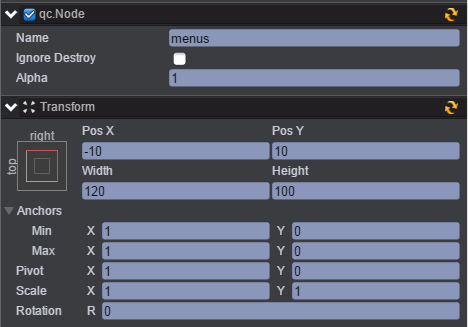 qc.Node
Name menus
Ignore Destroy
Alpha 1
Transform
right
top
Pos X Pos Y
-10 10
Width Height
120 100
Anchors
Min X 1 Y 0
Max X 1 Y 0
Pivot X 1 Y 0
Scale X 1 Y 1
Rotation R 0